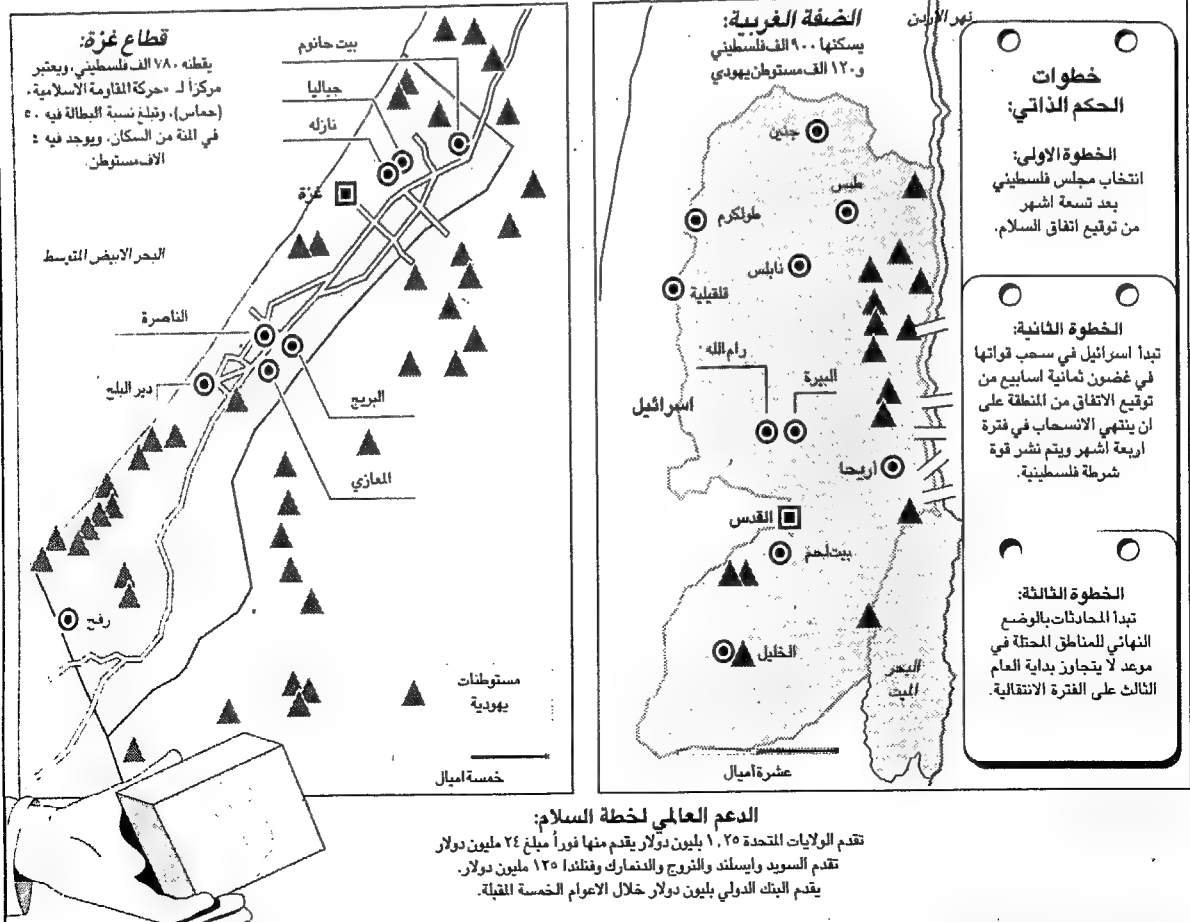 خطوات
الحكم الذاتي:
الخطوة الاولى:
انتخاب مجلس فلسطيني
بعد تسعة اشهر
من توقيع اتفاق السلام.
الخطوة الثانية:
تبدأ اسرائيل في سحب قواتها
في غضون ثمانية اسابيع من
توقيع الاتفاق من المنطقة على
ان ينتهي الانسحاب في فترة
اربعة اشهر ويتم نشر قوة
شرطة فلسطينية.
الخطوة الثالثة:
تبدأ المحادثات بالوضع
النهائي للمناطق المحتلة في
موعد لا يتجاوز بداية العام
الثالث على الفترة الانتقالية.
نهر الأردن
الضفة الغربية:
يسكنها ٩٠٠ الف فلسطيني
و١٢٠ الف مستوطن يهودي
جنين
طولكرم
نابلس
قلقيلية
رام الله
البيرة
اسرائيل
اريحا
القدس
بيت لحم
الخليل
البحر
الميت
عشرة اميال
قطاع غزة:
يقطنه ٧٨٠ الف فلسطيني، ويعتبر
مركزاً لـ «حركة المقاومة الاسلامية»
(حماس)، وتبلغ نسبة البطالة فيه ٥٠
في المئة من السكان، ويوجد فيه ٤
الاف مستوطن.
بيت حانوم
جباليا
نازله
غزة
البحر الابيض المتوسط
الناصرة
دير البلح
البريج
المعازي
رفح
مستوطنات
يهودية
خمسة اميال
الدعم العالمي لخطة السلام:
تقدم الولايات المتحدة ١,٢٥ بليون دولار يقدم منها فوراً مبلغ ٢٤ مليون دولار
تقدم السويد وايسلند والنروج والدنمارك وفنلندا ١٢٥ مليون دولار.
يقدم البنك الدولي بليون دولار خلال الاعوام الخمسة المقبلة.